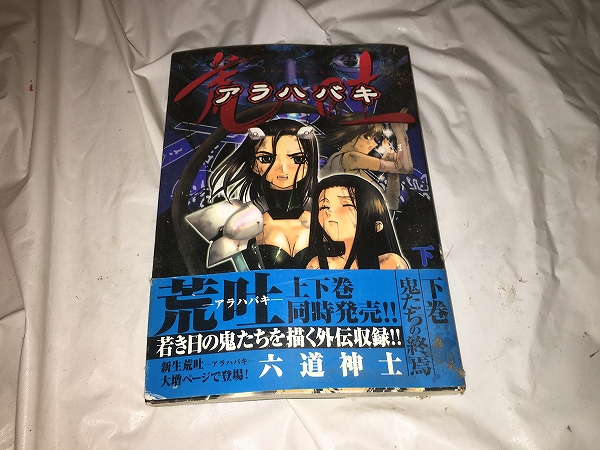 荒吐
アラハバキ
下
荒吐
―アラハバキ―
上下巻
同時発売!!
若き日の鬼たちを描く外伝収録!!
新生荒吐―アラハバキ―
大増ページで登場!
六道神士
下巻
鬼たちの終焉